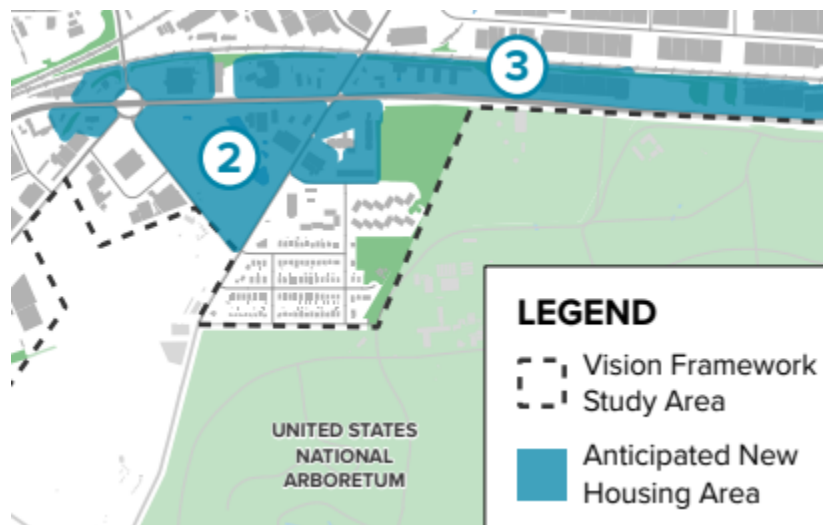 3
2
LEGEND
Vision Framework
Study Area
UNITED STATES
NATIONAL
ARBORETUM
Anticipated New
Housing Area